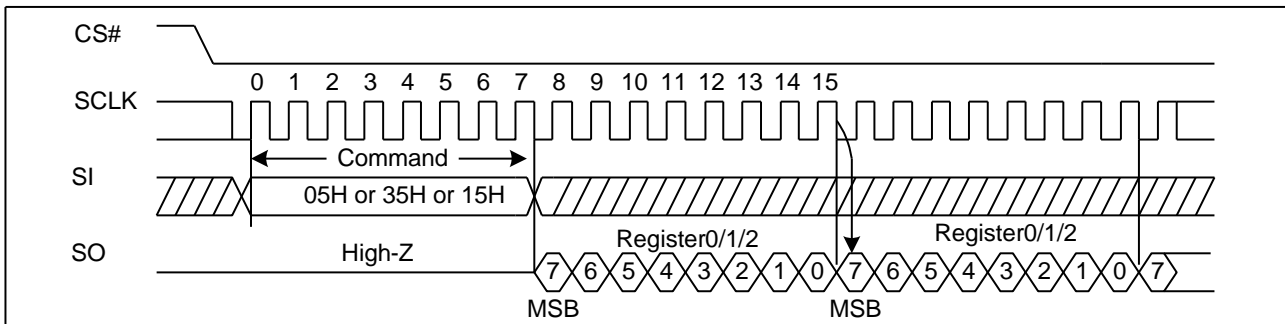 CS#
0 1 2 3 4 5 6 7 8 9 10 11 12 13 14 15
SCLK
Command
SI
05H or 35H or 15H
Register0/1/2 Register0/1/2
SO
High-Z
7 6 5 4 3 2 1 0 7 6 5 4 3 2 1 0 7
MSB MSB